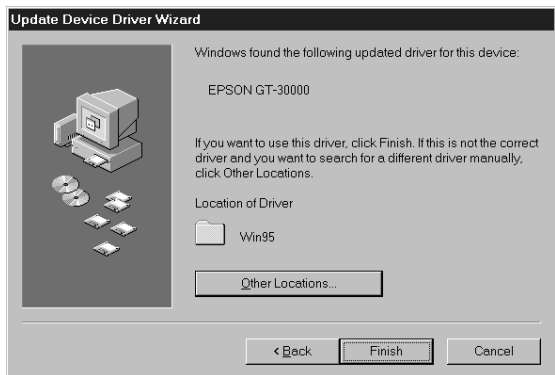 Update Device Driver Wizard
Windows found the following updated driver for this device:
EPSON GT-30000
If you want to use this driver, click Finish. If this is not the correct
driver and you want to search for a different driver manually,
click Other Locations.
Location of Driver
Win95
Other Locations...
< Back
Finish
Cancel